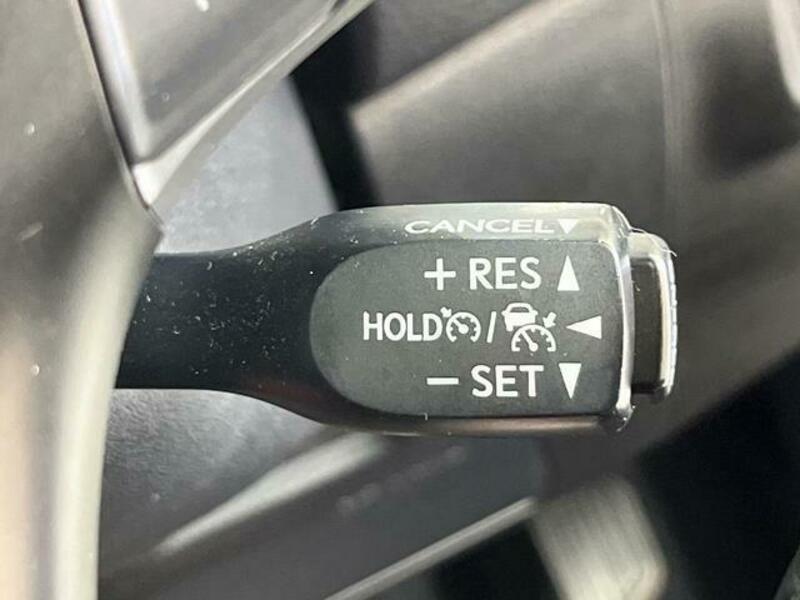 CANCEL▼
+ RES ▲
HOLD / ◀
− SET ▼